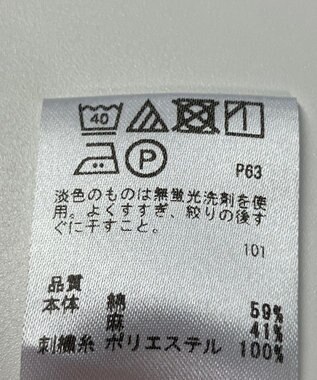 40
P P63
淡色のものは無蛍光洗剤を使
用。よくすすぎ、絞りの後す
ぐに干すこと。
101
品質
本体 綿 59%
麻 41%
刺繍糸 ポリエステル 100%